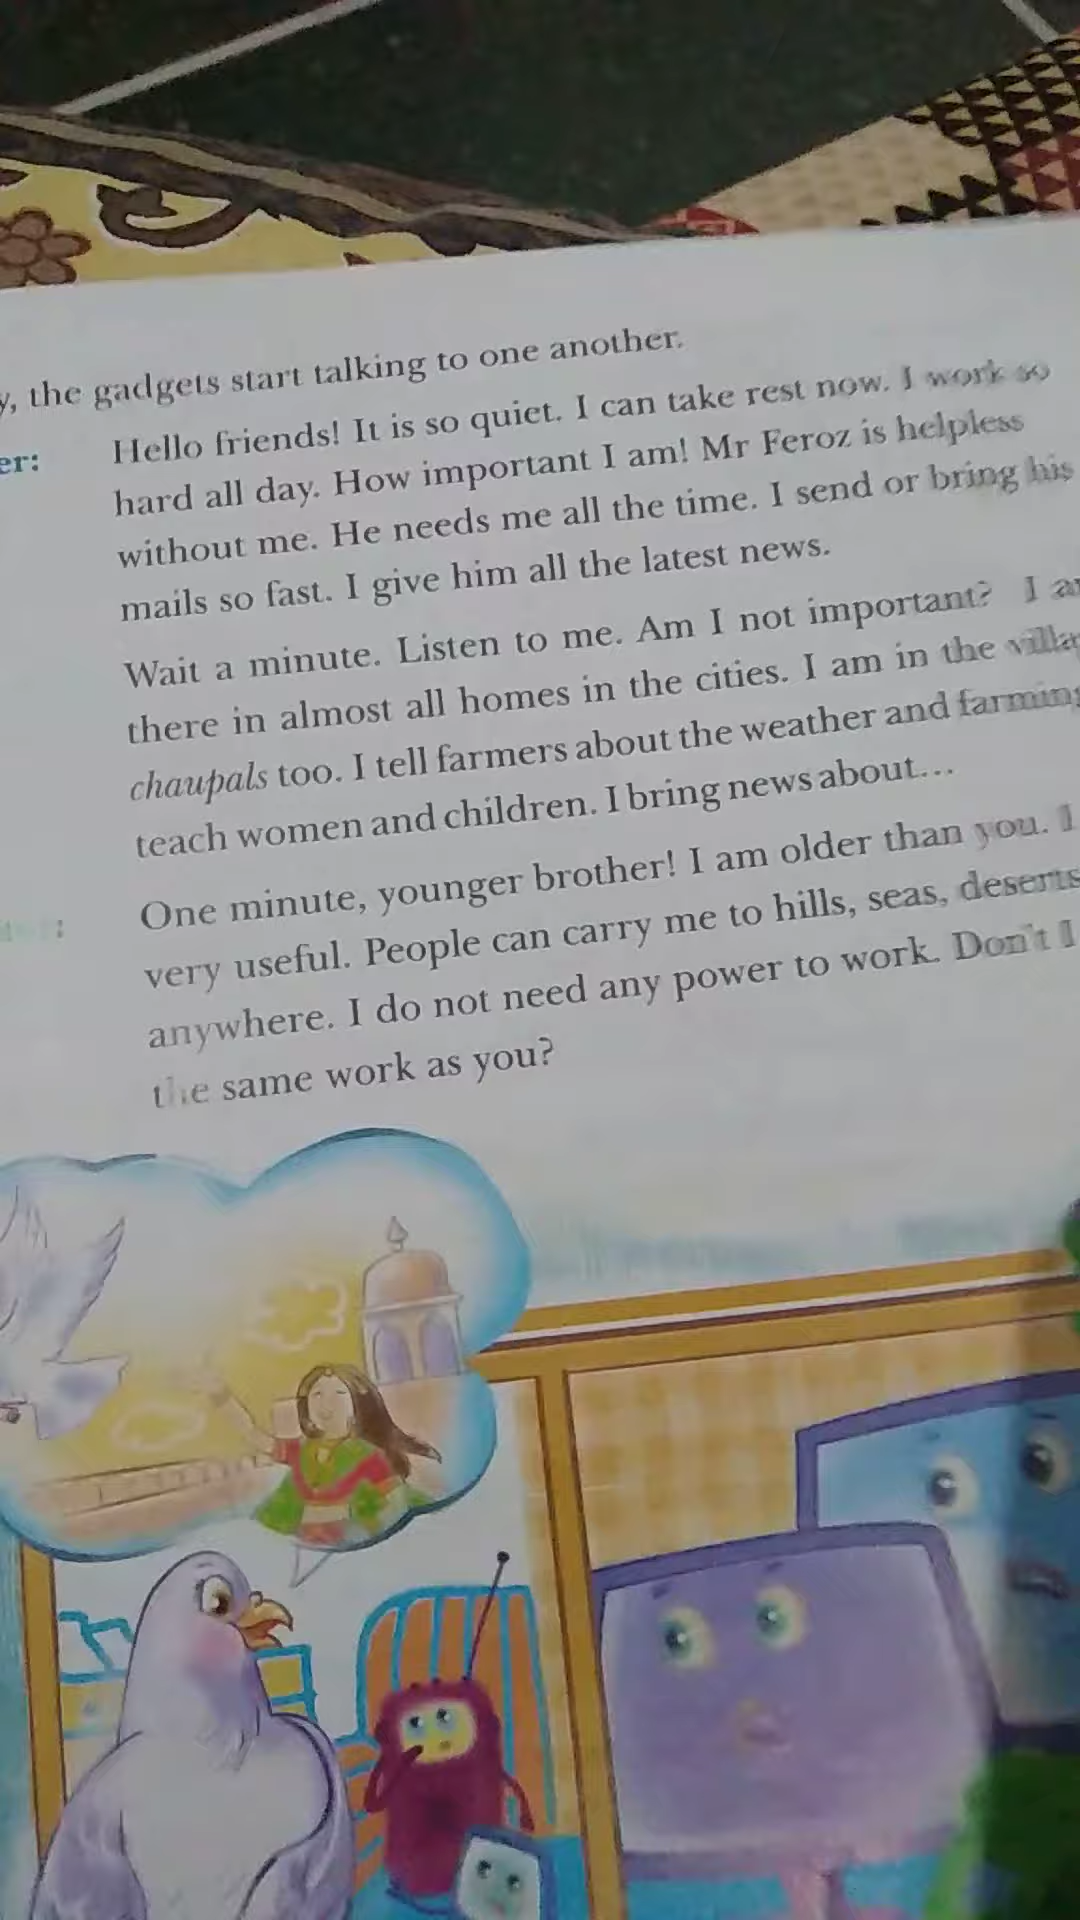 y, the gadgets start talking to one another.
er: Hello friends! It is so quiet. I can take rest now. I work so
hard all day. How important I am! Mr Feroz is helpless
without me. He needs me all the time. I send or bring his
mails so fast. I give him all the latest news.
Wait a minute. Listen to me. Am I not important? I a
there in almost all homes in the cities. I am in the villa
chaupals too. I tell farmers about the weather and farming
teach women and children. I bring news about...
One minute, younger brother! I am older than you. I
very useful. People can carry me to hills, seas, deserts
anywhere. I do not need any power to work. Don't I
the same work as you?